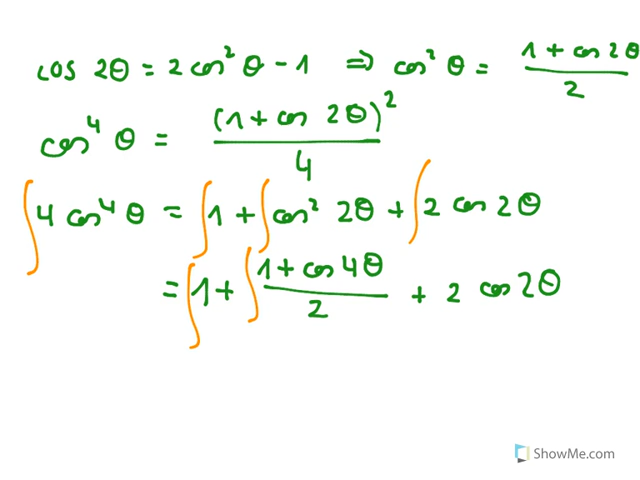 cos 2θ = 2 cos² θ − 1 ⇒ cos² θ = (1 + cos 2θ)/2
cos⁴ θ = (1 + cos 2θ)²/4
∫ 4 cos⁴ θ = ∫ 1 + ∫ cos² 2θ + ∫ 2 cos 2θ
= ∫ 1 + ∫ (1 + cos 4θ)/2 + 2 cos 2θ
ShowMe.com